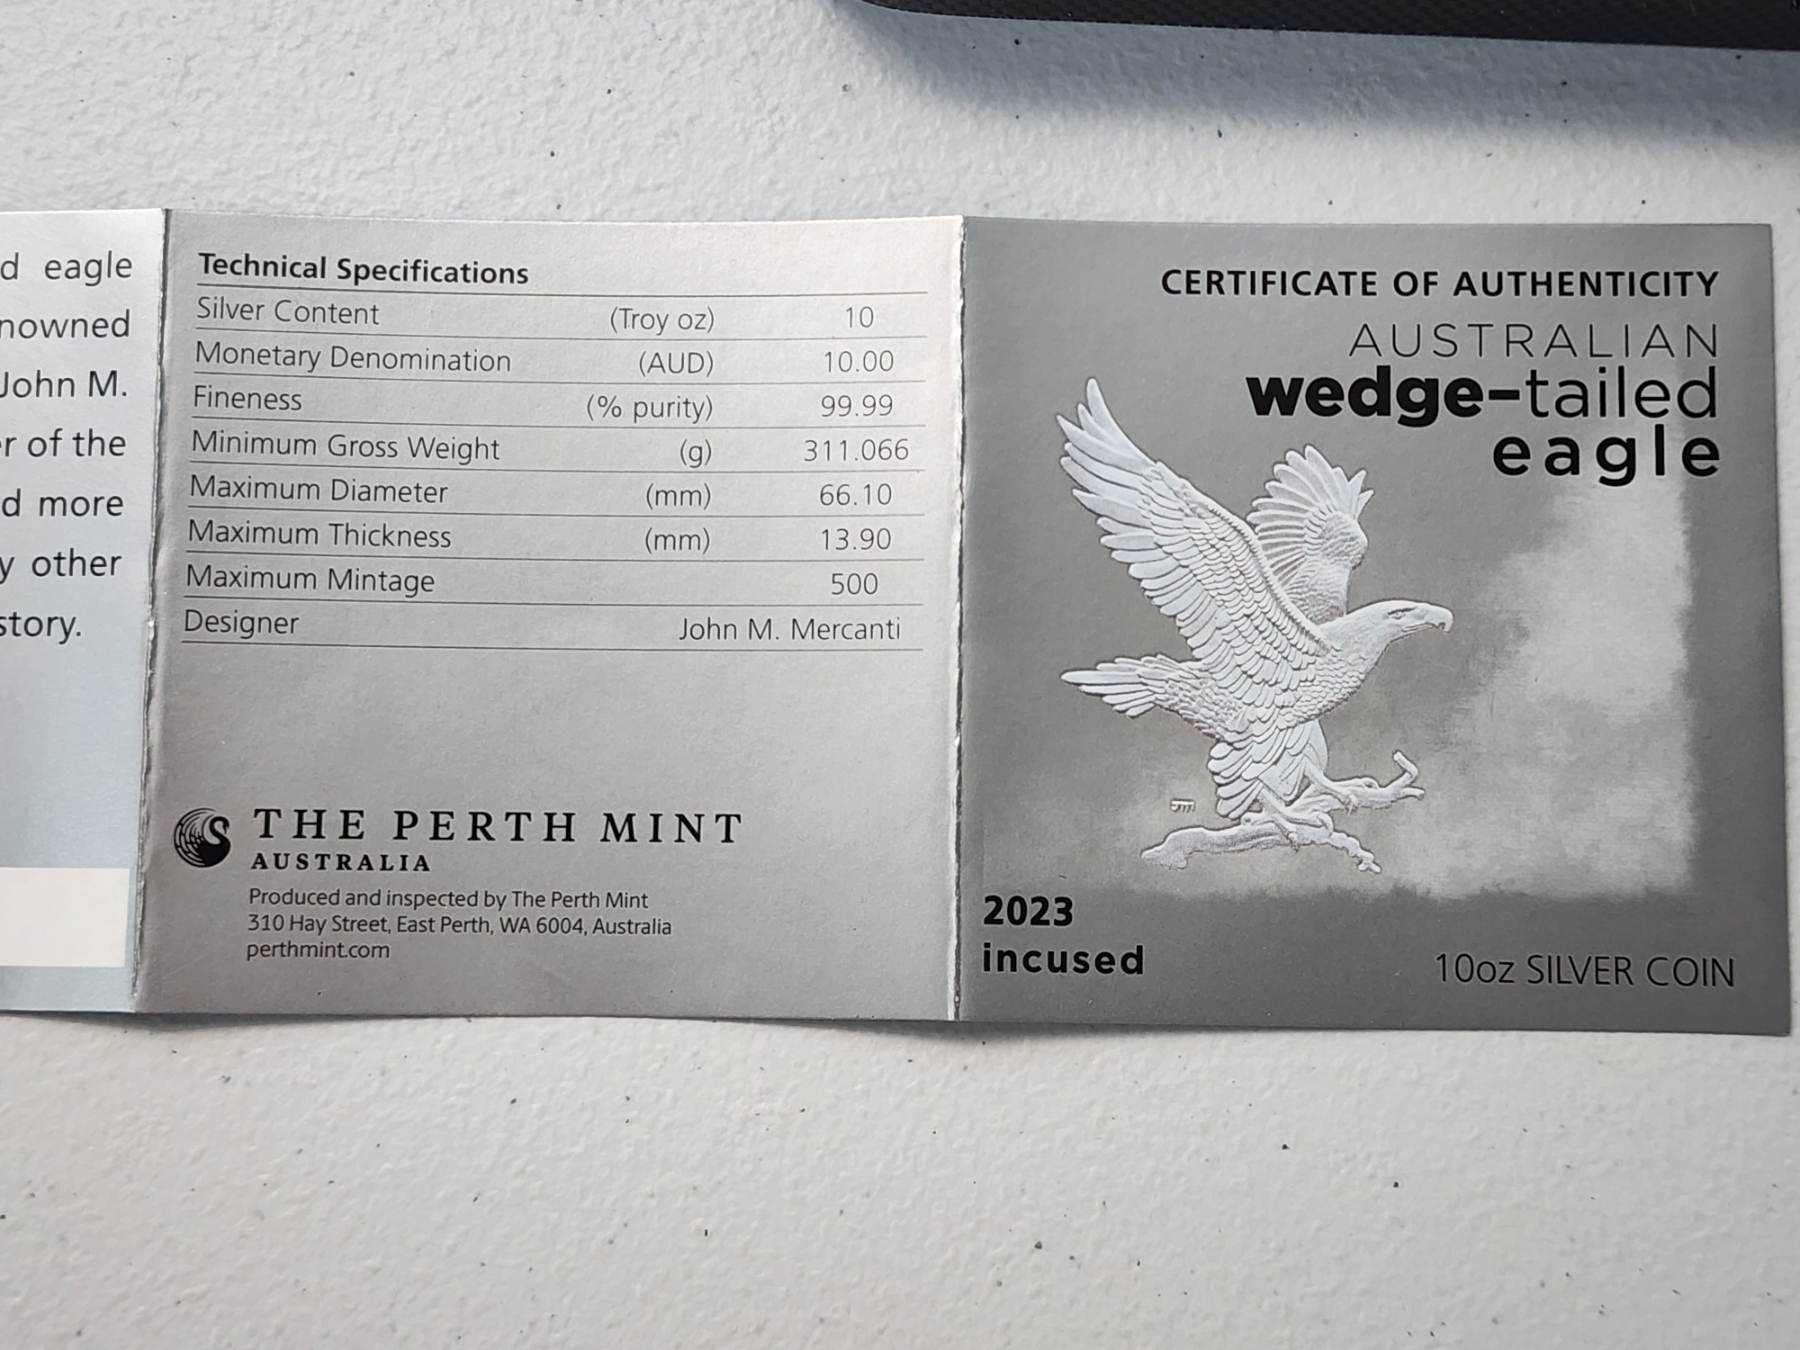 d eagle
nowned
John M.
r of the
d more
y other
story.
Technical Specifications
Silver Content (Troy oz) 10
Monetary Denomination (AUD) 10.00
Fineness (% purity) 99.99
Minimum Gross Weight (g) 311.066
Maximum Diameter (mm) 66.10
Maximum Thickness (mm) 13.90
Maximum Mintage 500
Designer John M. Mercanti
THE PERTH MINT
AUSTRALIA
Produced and inspected by The Perth Mint
310 Hay Street, East Perth, WA 6004, Australia
perthmint.com
CERTIFICATE OF AUTHENTICITY
AUSTRALIAN
wedge-tailed
eagle
2023
incused
10oz SILVER COIN